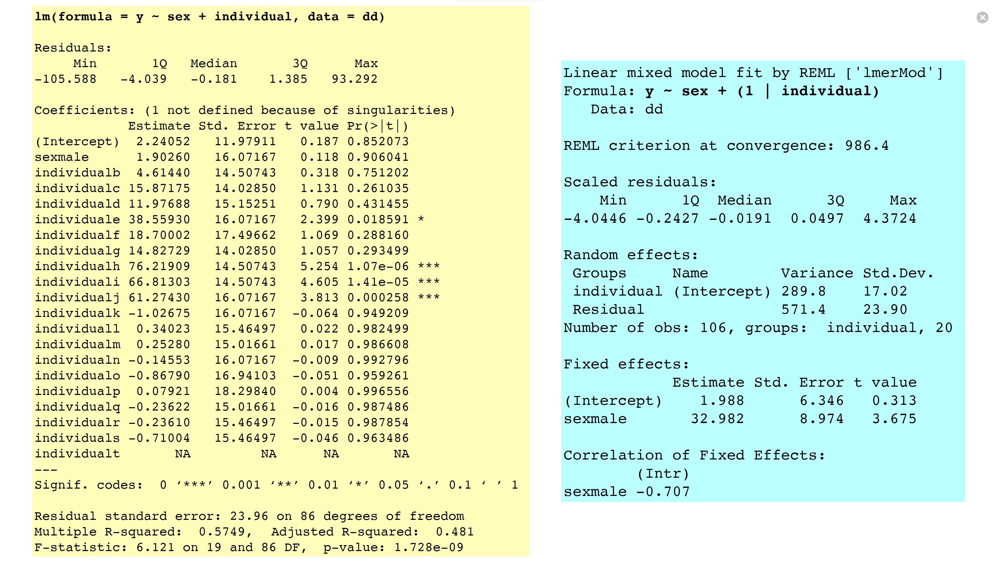 lm(formula = y ~ sex + individual, data = dd)
Residuals:
Min 1Q Median 3Q Max
-105.588 -4.039 -0.181 1.385 93.292
Coefficients: (1 not defined because of singularities)
Estimate Std. Error t value Pr(>|t|)
(Intercept) 2.24052 11.97911 0.187 0.852073
sexmale 1.90260 16.07167 0.118 0.906041
individualb 4.61440 14.50743 0.318 0.751202
individualc 15.87175 14.02850 1.131 0.261035
individuald 11.97688 15.15251 0.790 0.431455
individuale 38.55930 16.07167 2.399 0.018591 *
individualf 18.70002 17.49662 1.069 0.288160
individualg 14.82729 14.02850 1.057 0.293499
individualh 76.21909 14.50743 5.254 1.07e-06 ***
individuali 66.81303 14.50743 4.605 1.41e-05 ***
individualj 61.27430 16.07167 3.813 0.000258 ***
individualk -1.02675 16.07167 -0.064 0.949209
individuall 0.34023 15.46497 0.022 0.982499
individualm 0.25280 15.01661 0.017 0.986608
individualn -0.14553 16.07167 -0.009 0.992796
individualo -0.86790 16.94103 -0.051 0.959261
individualp 0.07921 18.29840 0.004 0.996556
individualq -0.23622 15.01661 -0.016 0.987486
individualr -0.23610 15.46497 -0.015 0.987854
individuals -0.71004 15.46497 -0.046 0.963486
individualt NA NA NA NA
---
Signif. codes: 0 ‘***’ 0.001 ‘**’ 0.01 ‘*’ 0.05 ‘.’ 0.1 ‘ ’ 1
Residual standard error: 23.96 on 86 degrees of freedom
Multiple R-squared: 0.5749, Adjusted R-squared: 0.481
F-statistic: 6.121 on 19 and 86 DF, p-value: 1.728e-09
Linear mixed model fit by REML ['lmerMod']
Formula: y ~ sex + (1 | individual)
Data: dd
REML criterion at convergence: 986.4
Scaled residuals:
Min 1Q Median 3Q Max
-4.0446 -0.2427 -0.0191 0.0497 4.3724
Random effects:
Groups Name Variance Std.Dev.
individual (Intercept) 289.8 17.02
Residual 571.4 23.90
Number of obs: 106, groups: individual, 20
Fixed effects:
Estimate Std. Error t value
(Intercept) 1.988 6.346 0.313
sexmale 32.982 8.974 3.675
Correlation of Fixed Effects:
(Intr)
sexmale -0.707